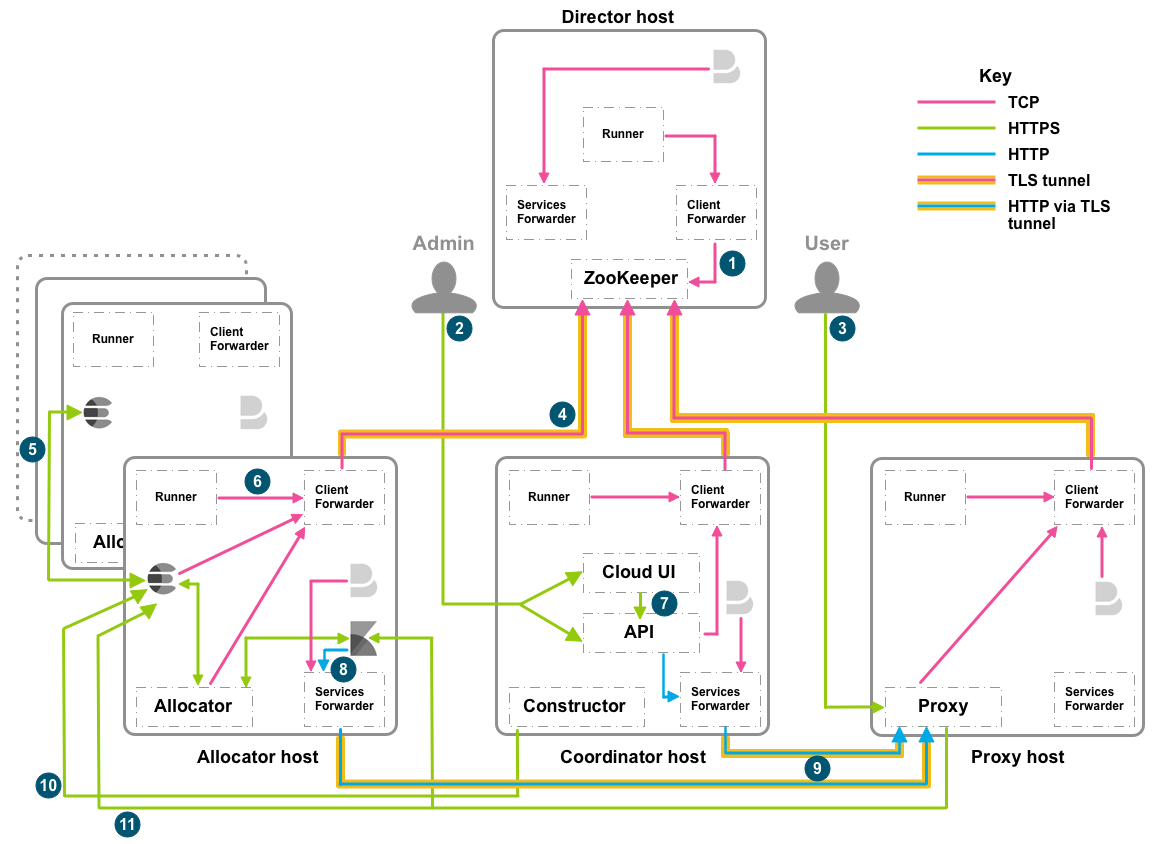 Director host
Key
TCP
HTTPS
HTTP
TLS tunnel
HTTP via TLS
tunnel
Runner
Services
Forwarder
Client
Forwarder
ZooKeeper
1
Admin
2
User
3
4
Runner
Client
Forwarder
5
Allo
Runner
6
Client
Forwarder
8
Allocator
Services
Forwarder
Allocator host
Runner
Client
Forwarder
Cloud UI
7
API
Constructor
Services
Forwarder
Coordinator host
Runner
Client
Forwarder
Proxy
Services
Forwarder
Proxy host
9
10
11